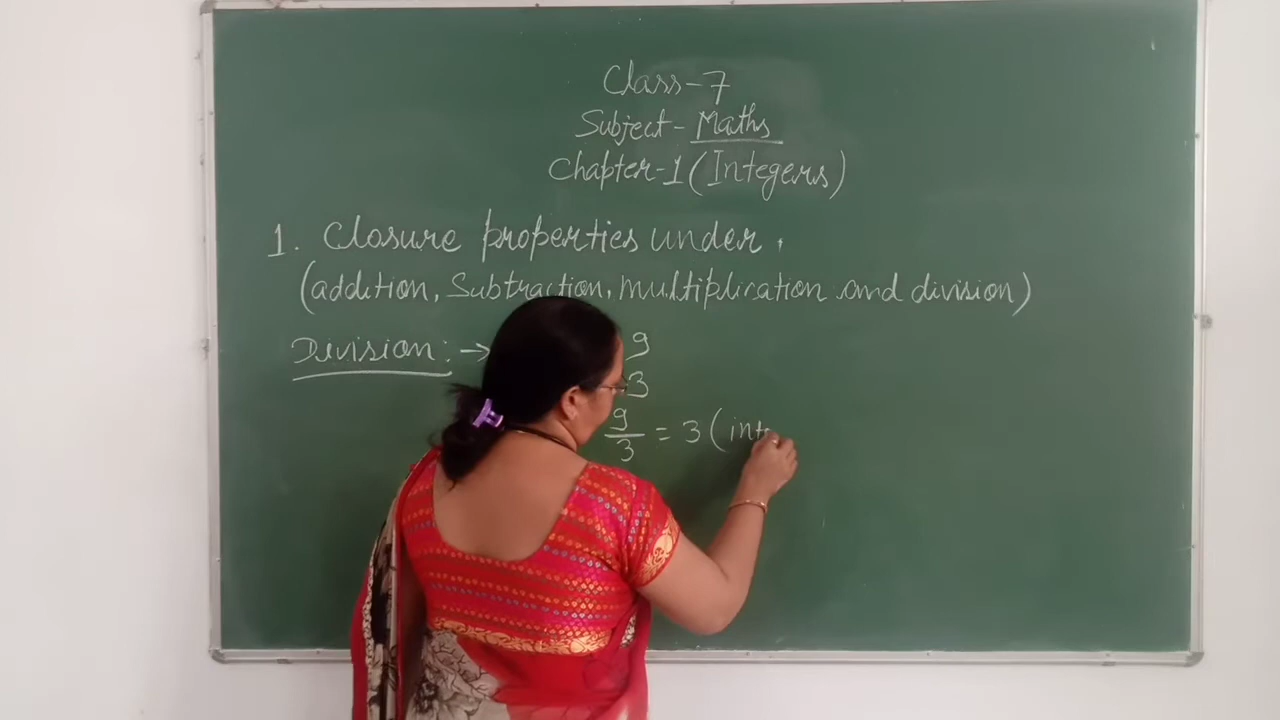 Class-7
Subject- Maths
Chapter-1 (Integers)
1. Closure properties under.
(addition, Subtraction, multiplication and division)
Division:→ 9
3
9/3 = 3 (int